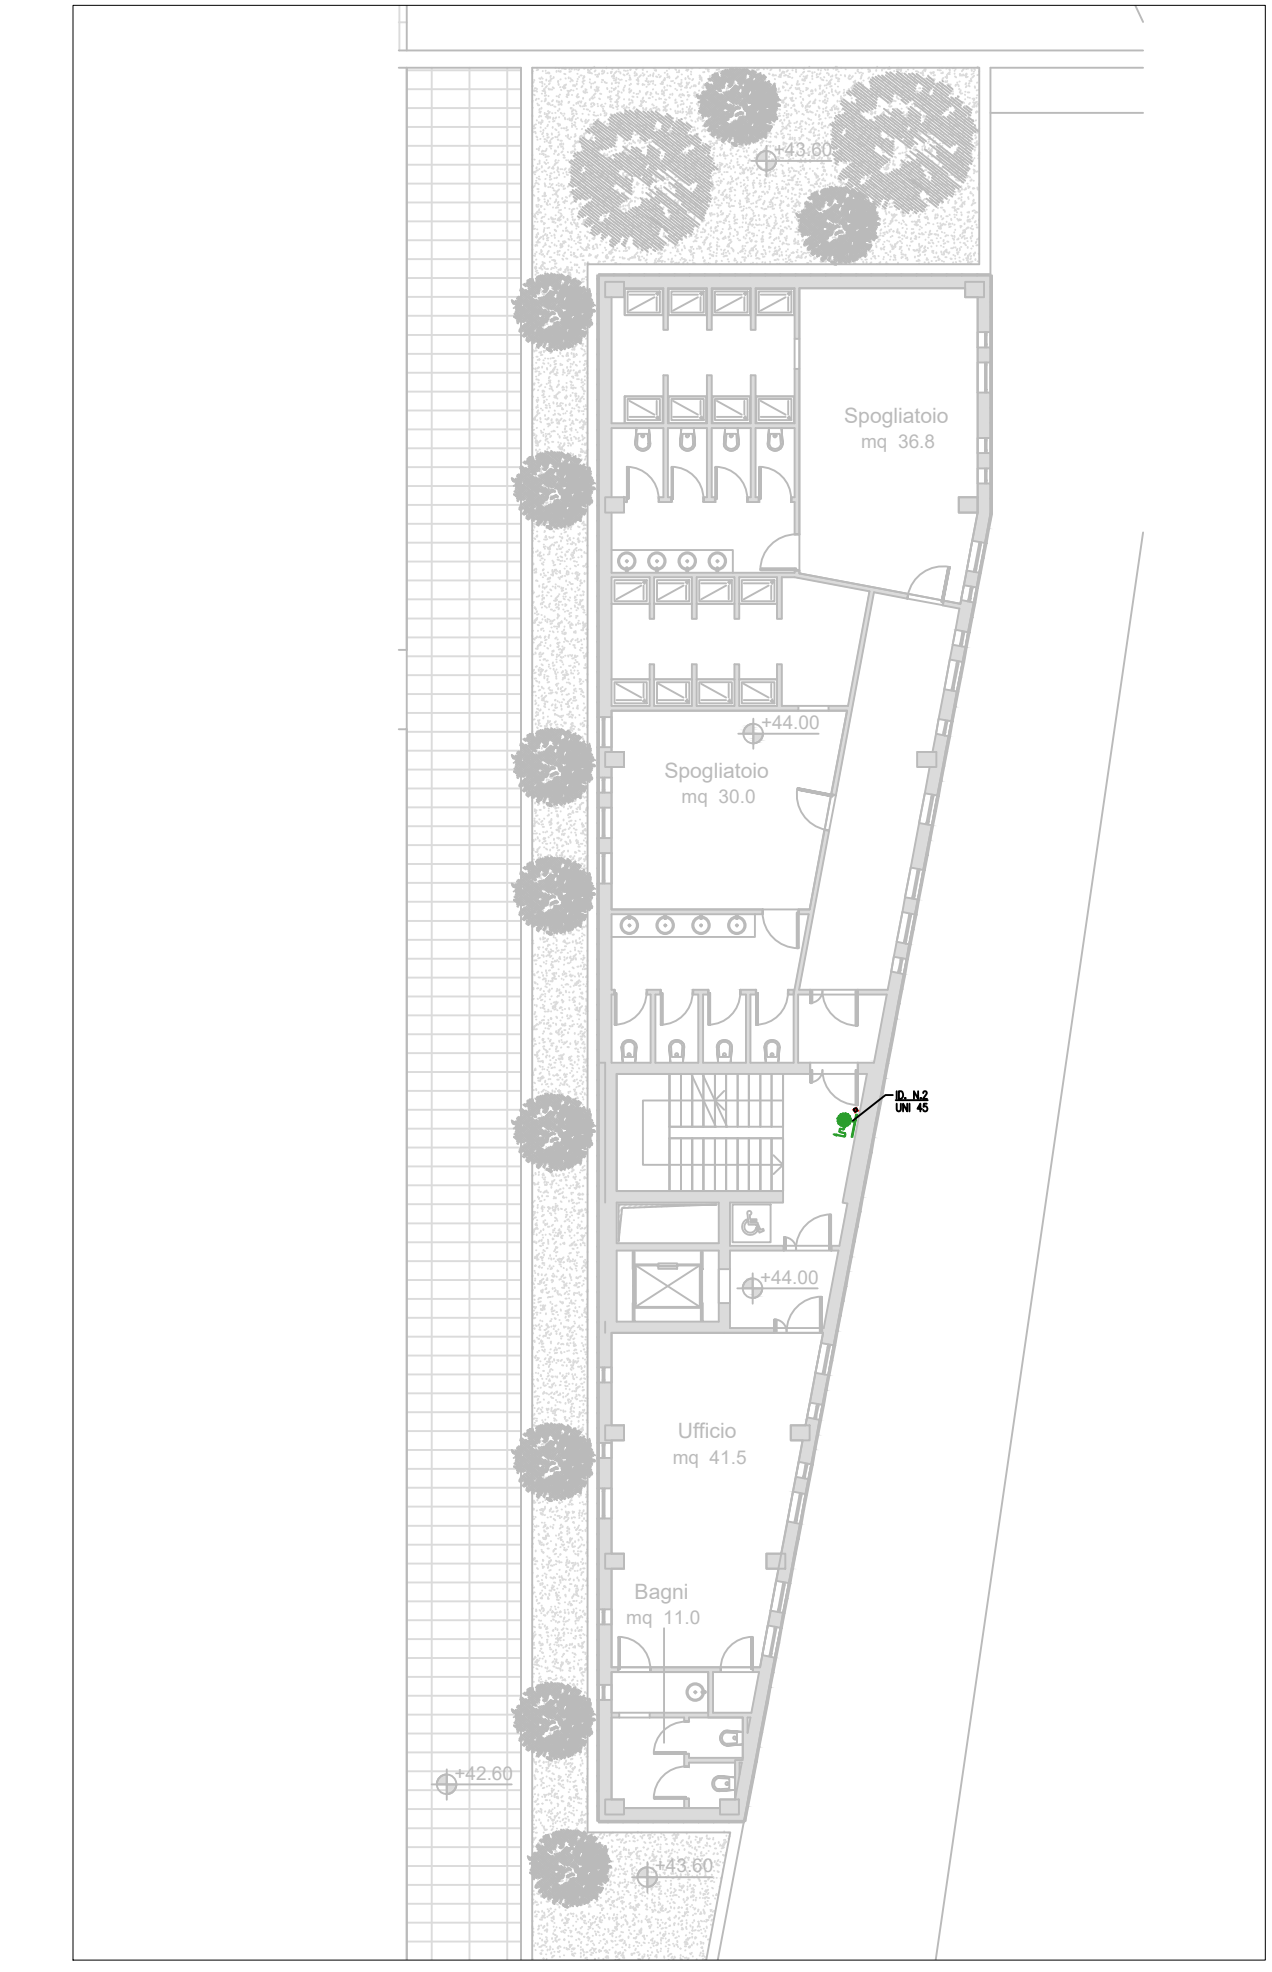 +43.60
Spogliatoio
mq 36.8
+44.00
Spogliatoio
mq 30.0
ID. N.2
UNI 45
+44.00
Ufficio
mq 41.5
Bagni
mq 11.0
+42.60
+43.60